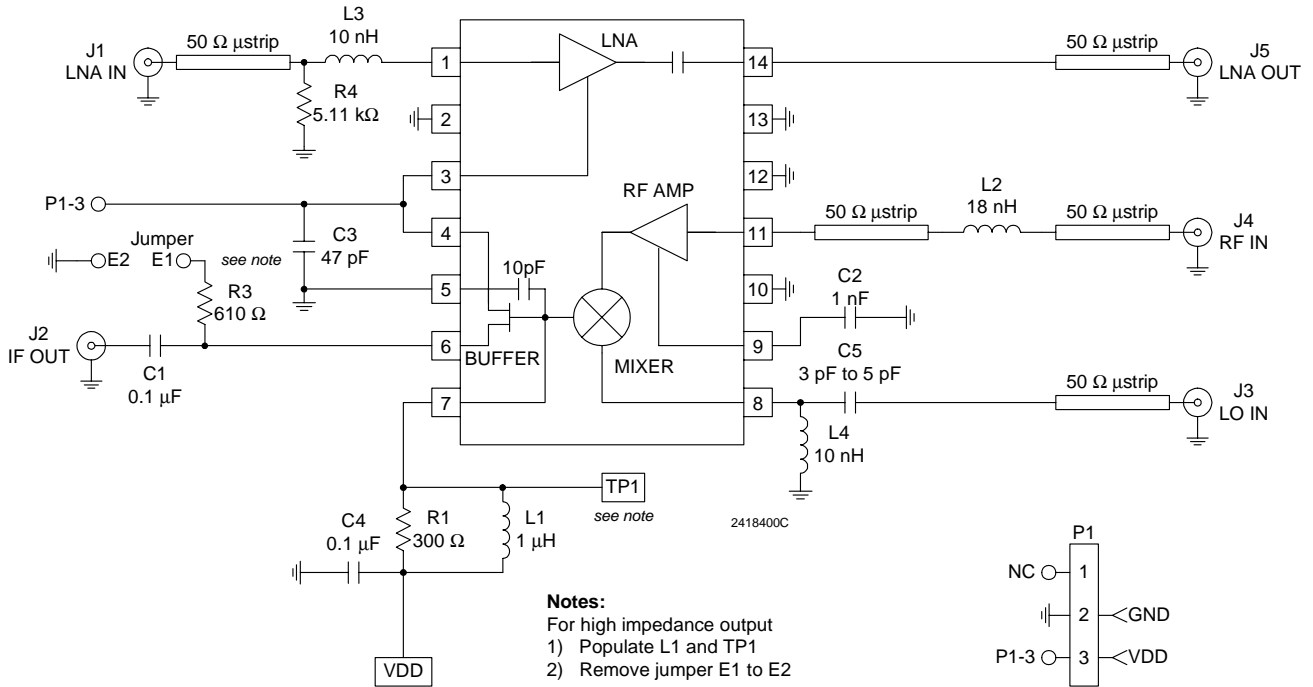 L3
10 nH
J1
LNA IN
50 Ω μstrip
R4
5.11 kΩ
1
2
3
4
5
6
7
LNA
14
13
12
11
10
9
8
50 Ω μstrip
J5
LNA OUT
P1-3
C3
47 pF
see note
Jumper
E2
E1
R3
610 Ω
J2
IF OUT
C1
0.1 μF
10pF
BUFFER
RF AMP
MIXER
50 Ω μstrip
L2
18 nH
50 Ω μstrip
J4
RF IN
C2
1 nF
C5
3 pF to 5 pF
50 Ω μstrip
J3
LO IN
L4
10 nH
TP1
see note
2418400C
C4
0.1 μF
R1
300 Ω
L1
1 μH
VDD
Notes:
For high impedance output
1) Populate L1 and TP1
2) Remove jumper E1 to E2
P1
NC 1
2 GND
P1-3 3 VDD